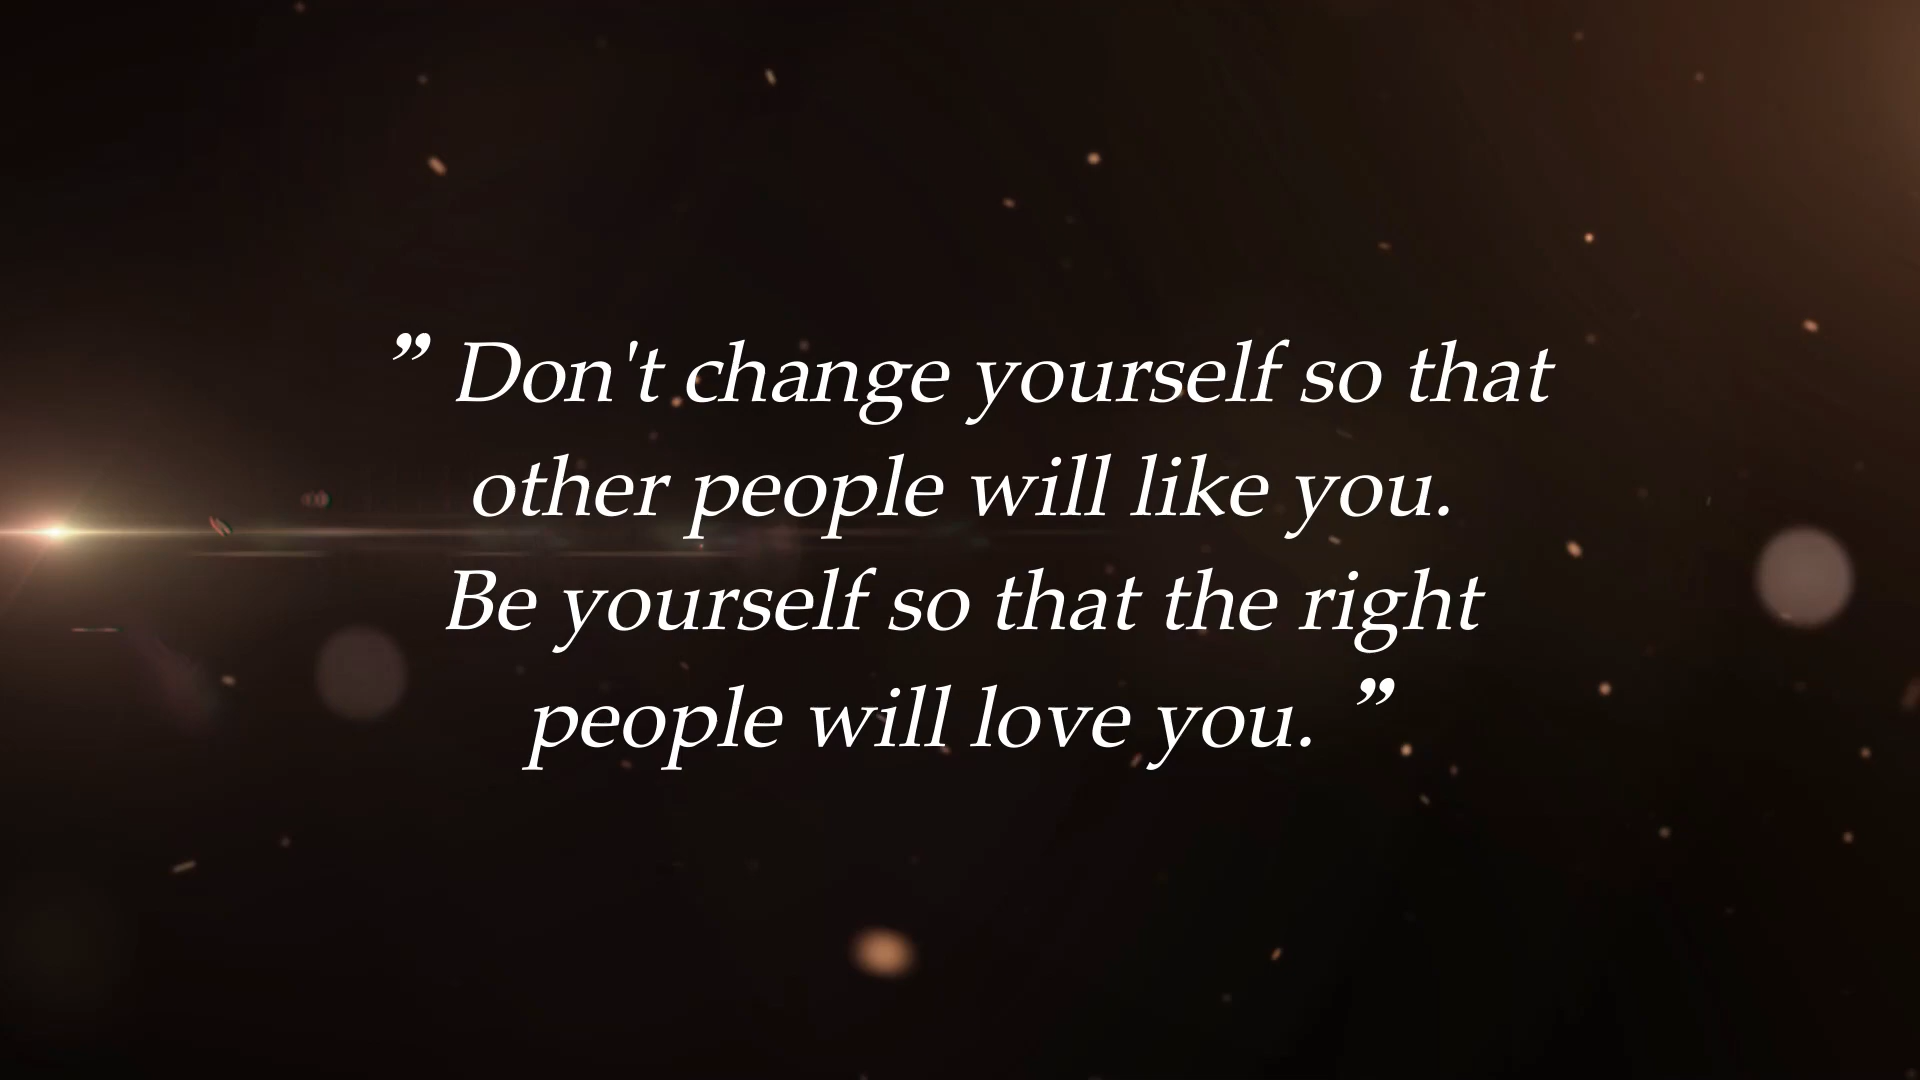 ” Don't change yourself so that
other people will like you.
Be yourself so that the right
people will love you. ”